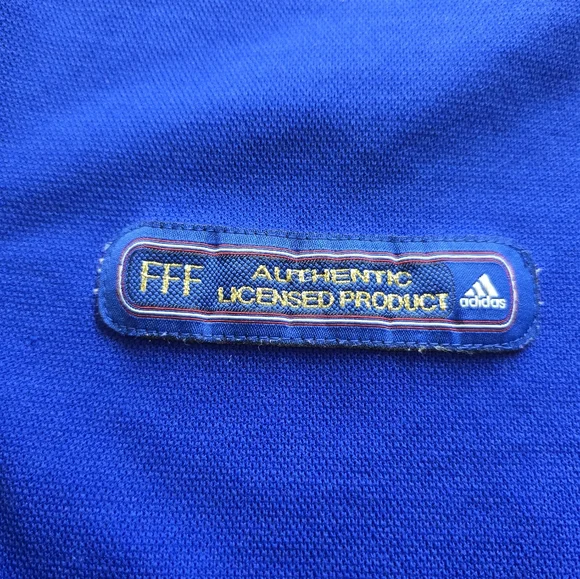 FFF
AUTHENTIC
LICENSED PRODUCT
adidas